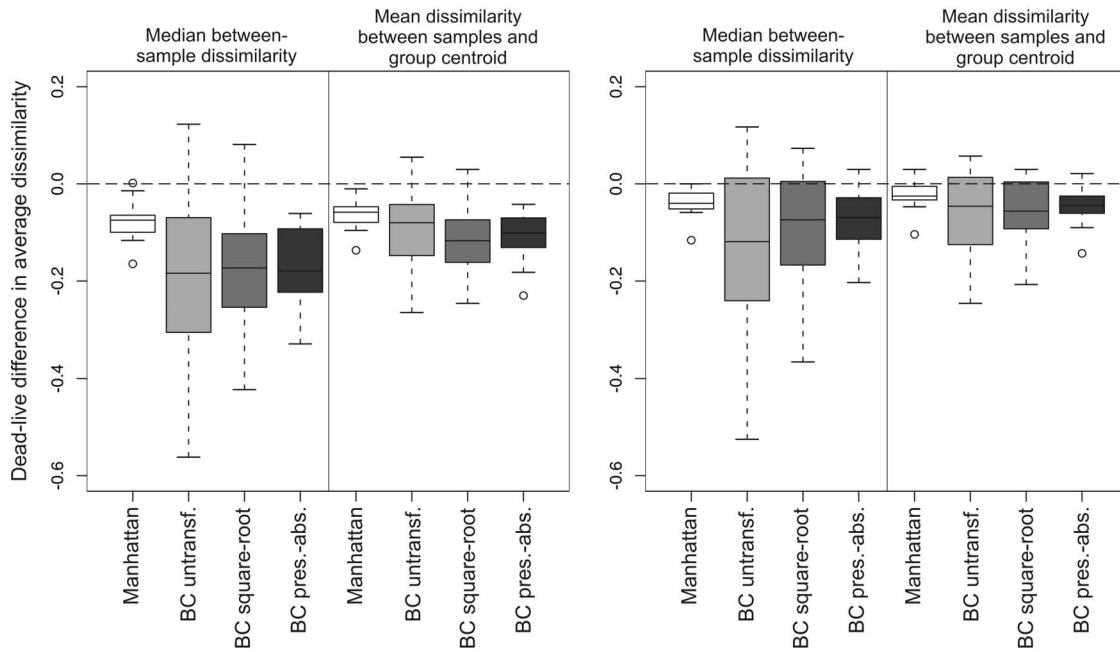 Median between-
sample dissimilarity
Mean dissimilarity
between samples and
group centroid
Median between-
sample dissimilarity
Mean dissimilarity
between samples and
group centroid
Dead-live difference in average dissimilarity
0.2
0.0
-0.2
-0.4
-0.6
0.2
0.0
-0.2
-0.4
-0.6
Manhattan
BC untransf.
BC square-root
BC pres.-abs.
Manhattan
BC untransf.
BC square-root
BC pres.-abs.
Manhattan
BC untransf.
BC square-root
BC pres.-abs.
Manhattan
BC untransf.
BC square-root
BC pres.-abs.